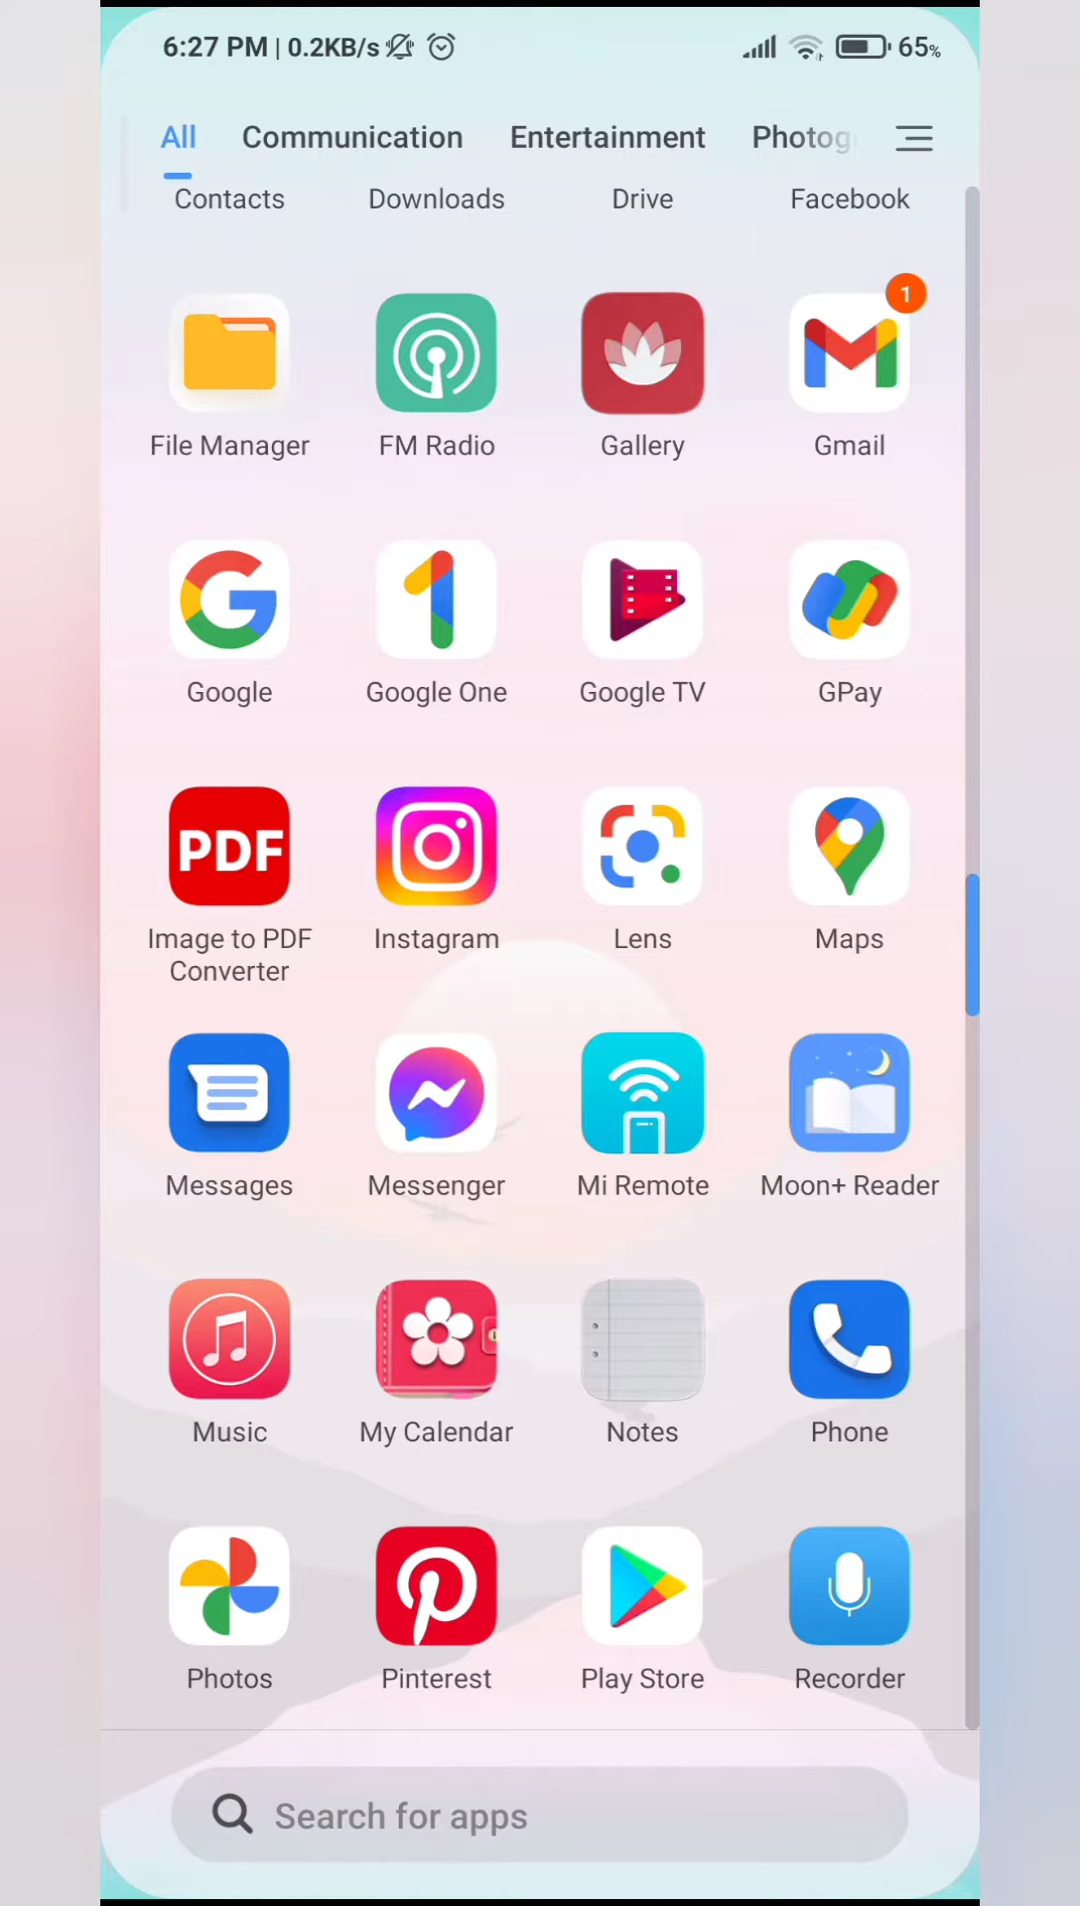 6:27 PM | 0.2KB/s 65%
All Communication Entertainment Photog
Contacts Downloads Drive Facebook
1
File Manager FM Radio Gallery Gmail
Google Google One Google TV GPay
PDF
Image to PDF Instagram Lens Maps
Converter
Messages Messenger Mi Remote Moon+ Reader
Music My Calendar Notes Phone
Photos Pinterest Play Store Recorder
Search for apps